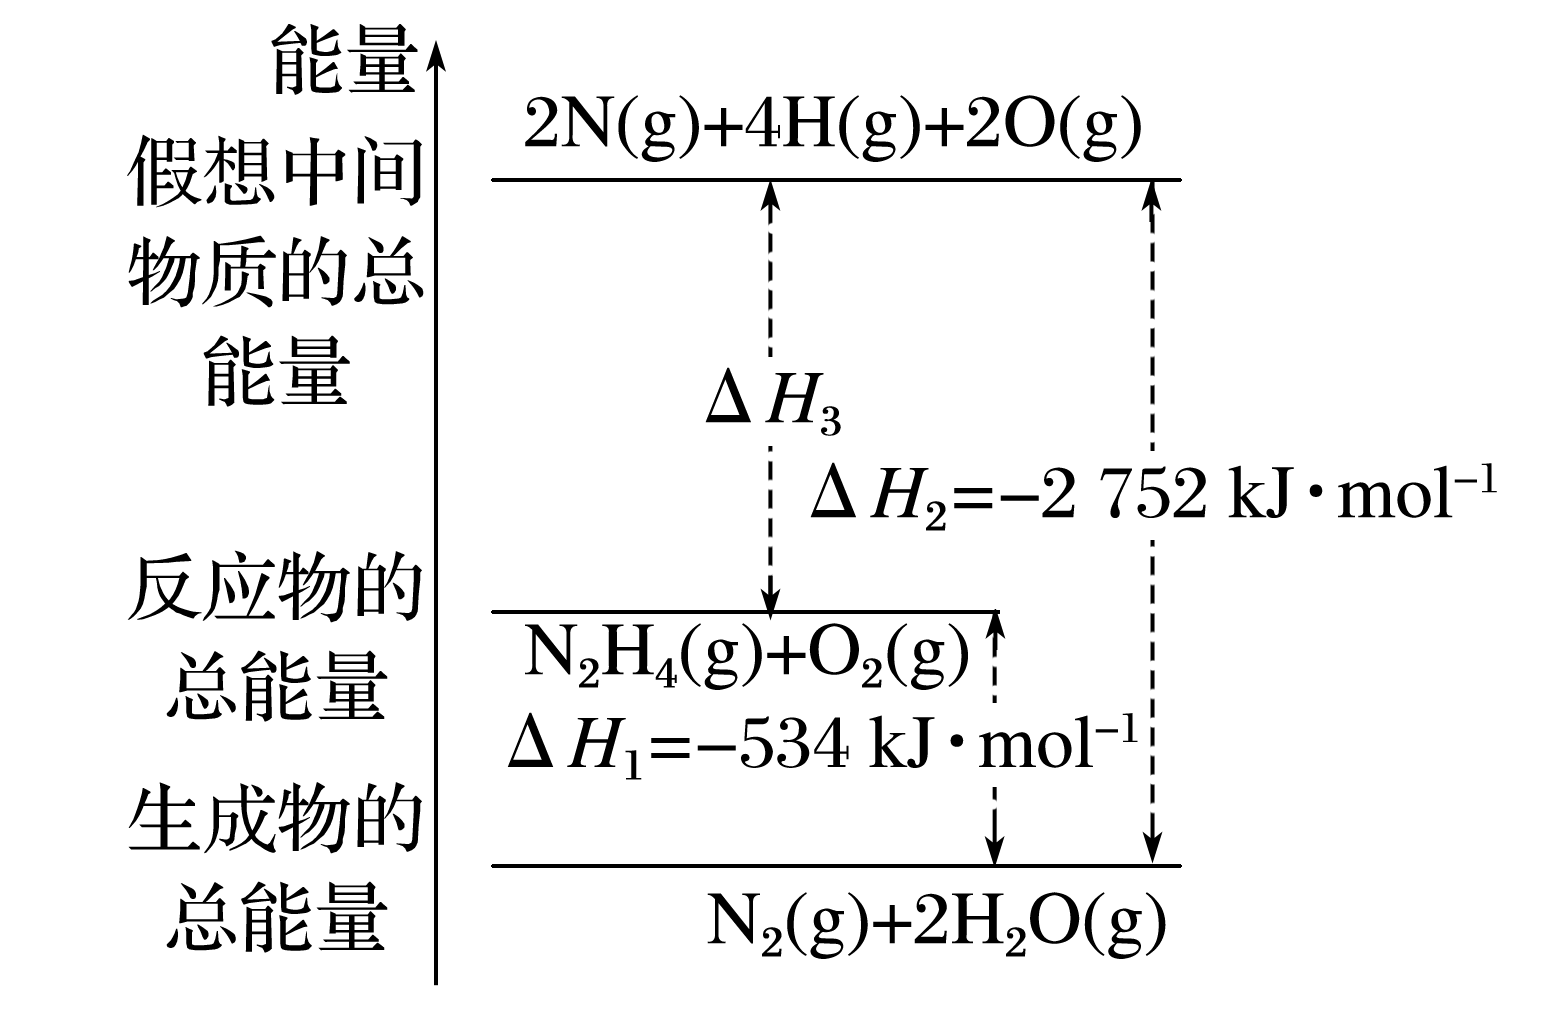 能量
2N(g)+4H(g)+2O(g)
假想中间
物质的总
能量
ΔH₃
ΔH₂=−2 752 kJ·mol⁻¹
反应物的
总能量
N₂H₄(g)+O₂(g)
ΔH₁=−534 kJ·mol⁻¹
生成物的
总能量
N₂(g)+2H₂O(g)